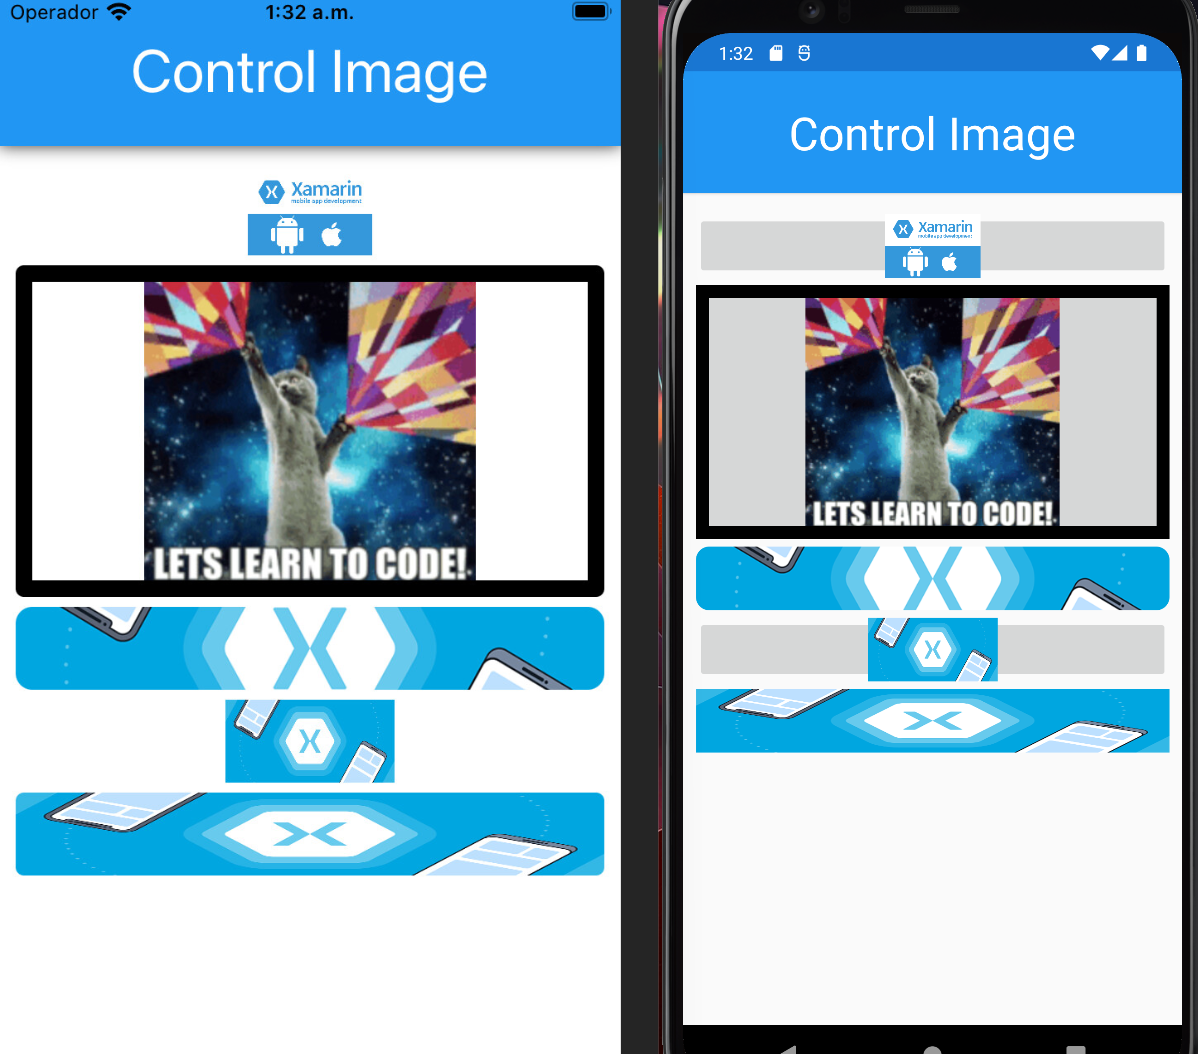 Operador 1:32 a.m.
Control Image
Xamarin
mobile app development
LETS LEARN TO CODE!
1:32
Control Image
Xamarin
mobile app development
LETS LEARN TO CODE!